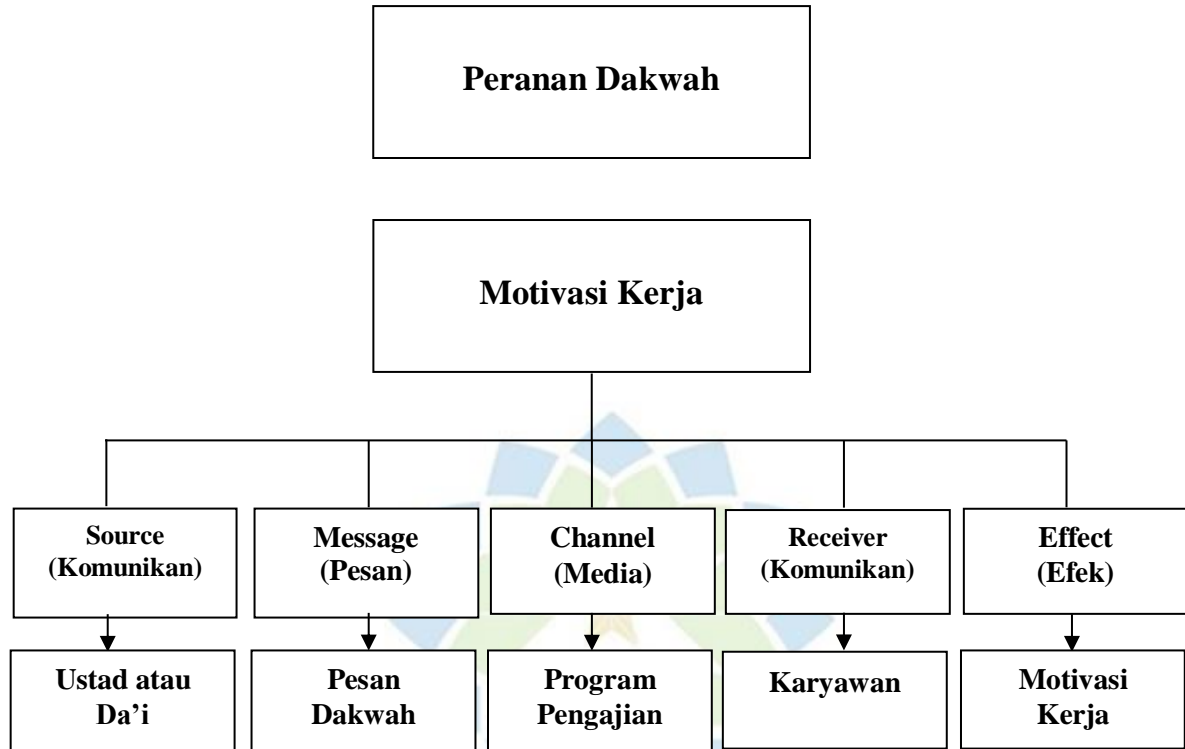 Peranan Dakwah
Motivasi Kerja
Source
(Komunikan)
Message
(Pesan)
Channel
(Media)
Receiver
(Komunikan)
Effect
(Efek)
Ustad atau
Da’i
Pesan
Dakwah
Program
Pengajian
Karyawan
Motivasi
Kerja